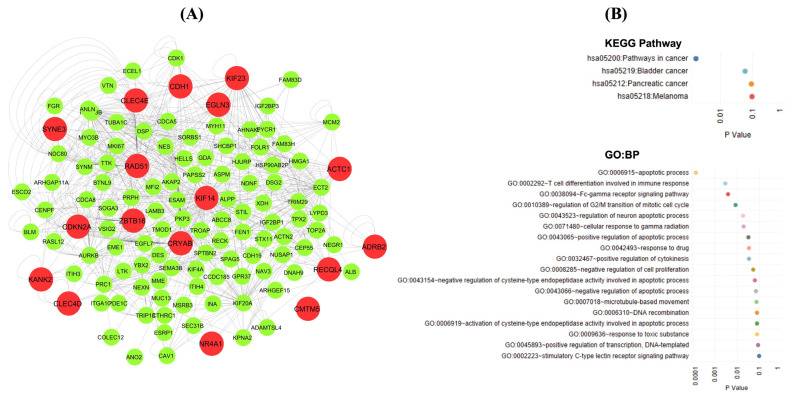 (A)
(B)
CDK1
ECEL1
CDH1
KIF23
FAM83D
VTN
CLEC4E
EGLN3
IGF2BP3
FGR
ANLN
MCM2
TUBA1C
CDCA5
MYH11
AHNAK
PYCR1
SYNE3
DSP
SORBS1
MYO3B
NES
SHCBP1
FOLR1
FAM83H
MKI67
NDC80
HELLS
GDA
HJURP
HSP90AB2P
HMGA1
SYNM
TTK
RAD51
PAPSS2
ASPM
ACTC1
ARHGAP11A
BTNL9
AKAP2
NDNF
DSG2
ECT2
ESCO2
MFI2
CDCA8
PRPH
ESAM
KIF14
ALPP
XDH
TRIM29
CENPF
SOGA3
LAMB3
STIL
LYPD3
CDKN2A
ZBTB16
PKP3
ABCC8
IGF2BP1
TPX2
BLM
VSIG2
TMOD1
TROAP
FEN1
ACTN2
TOP2A
RASL12
EME1
EGFL7
CRYAB
RECK
STX11
CEP55
NEGR1
ADRB2
AURKB
DES
SPTBN2
CDH19
NUSAP1
YBX2
SPAG5
KANK2
ITIH3
LTK
SEMA3B
KIF4A
GPR37
NAV3
DNAH9
RECQL4
ALB
PRC1
NEXN
MME
CCDC185
ARHGEF15
CLEC4D
ITGA10
PDE1C
MUC13
ITIH4
MSRB3
INA
KIF20A
CMTM5
TRIP13
CTHRC1
SEC31B
ADAMTSL4
COLEC12
ESRP1
NR4A1
KPNA2
ANO2
CAV1
KEGG Pathway
hsa05200:Pathways in cancer
hsa05219:Bladder cancer
hsa05212:Pancreatic cancer
hsa05218:Melanoma
0.01
0.1
1
P Value
GO:BP
GO:0006915~apoptic process
GO:0002292~T cell differentiation involved in immune response
GO:0038094~Fc-gamma receptor signaling pathway
GO:0010389~regulation of G2/M transition of mitotic cell cycle
GO:0043523~regulation of neuron apoptotic process
GO:0071480~cellular response to gamma radiation
GO:0043065~positive regulation of apoptotic process
GO:0042493~response to drug
GO:0032467~positive regulation of cytokinesis
GO:0008285~negative regulation of cell proliferation
GO:0043154~negative regulation of cysteine-type endopeptidase activity involved in apoptotic process
GO:0043066~negative regulation of apoptotic process
GO:0007018~microtubule-based movement
GO:0006310~DNA recombination
GO:0006919~activation of cysteine-type endopeptidase activity involved in apoptotic process
GO:0009636~response to toxic substance
GO:0045893~positive regulation of transcription, DNA-templated
GO:0002223~stimulatory C-type lectin receptor signaling pathway
0.0001
0.001
0.01
0.1
1
P Value